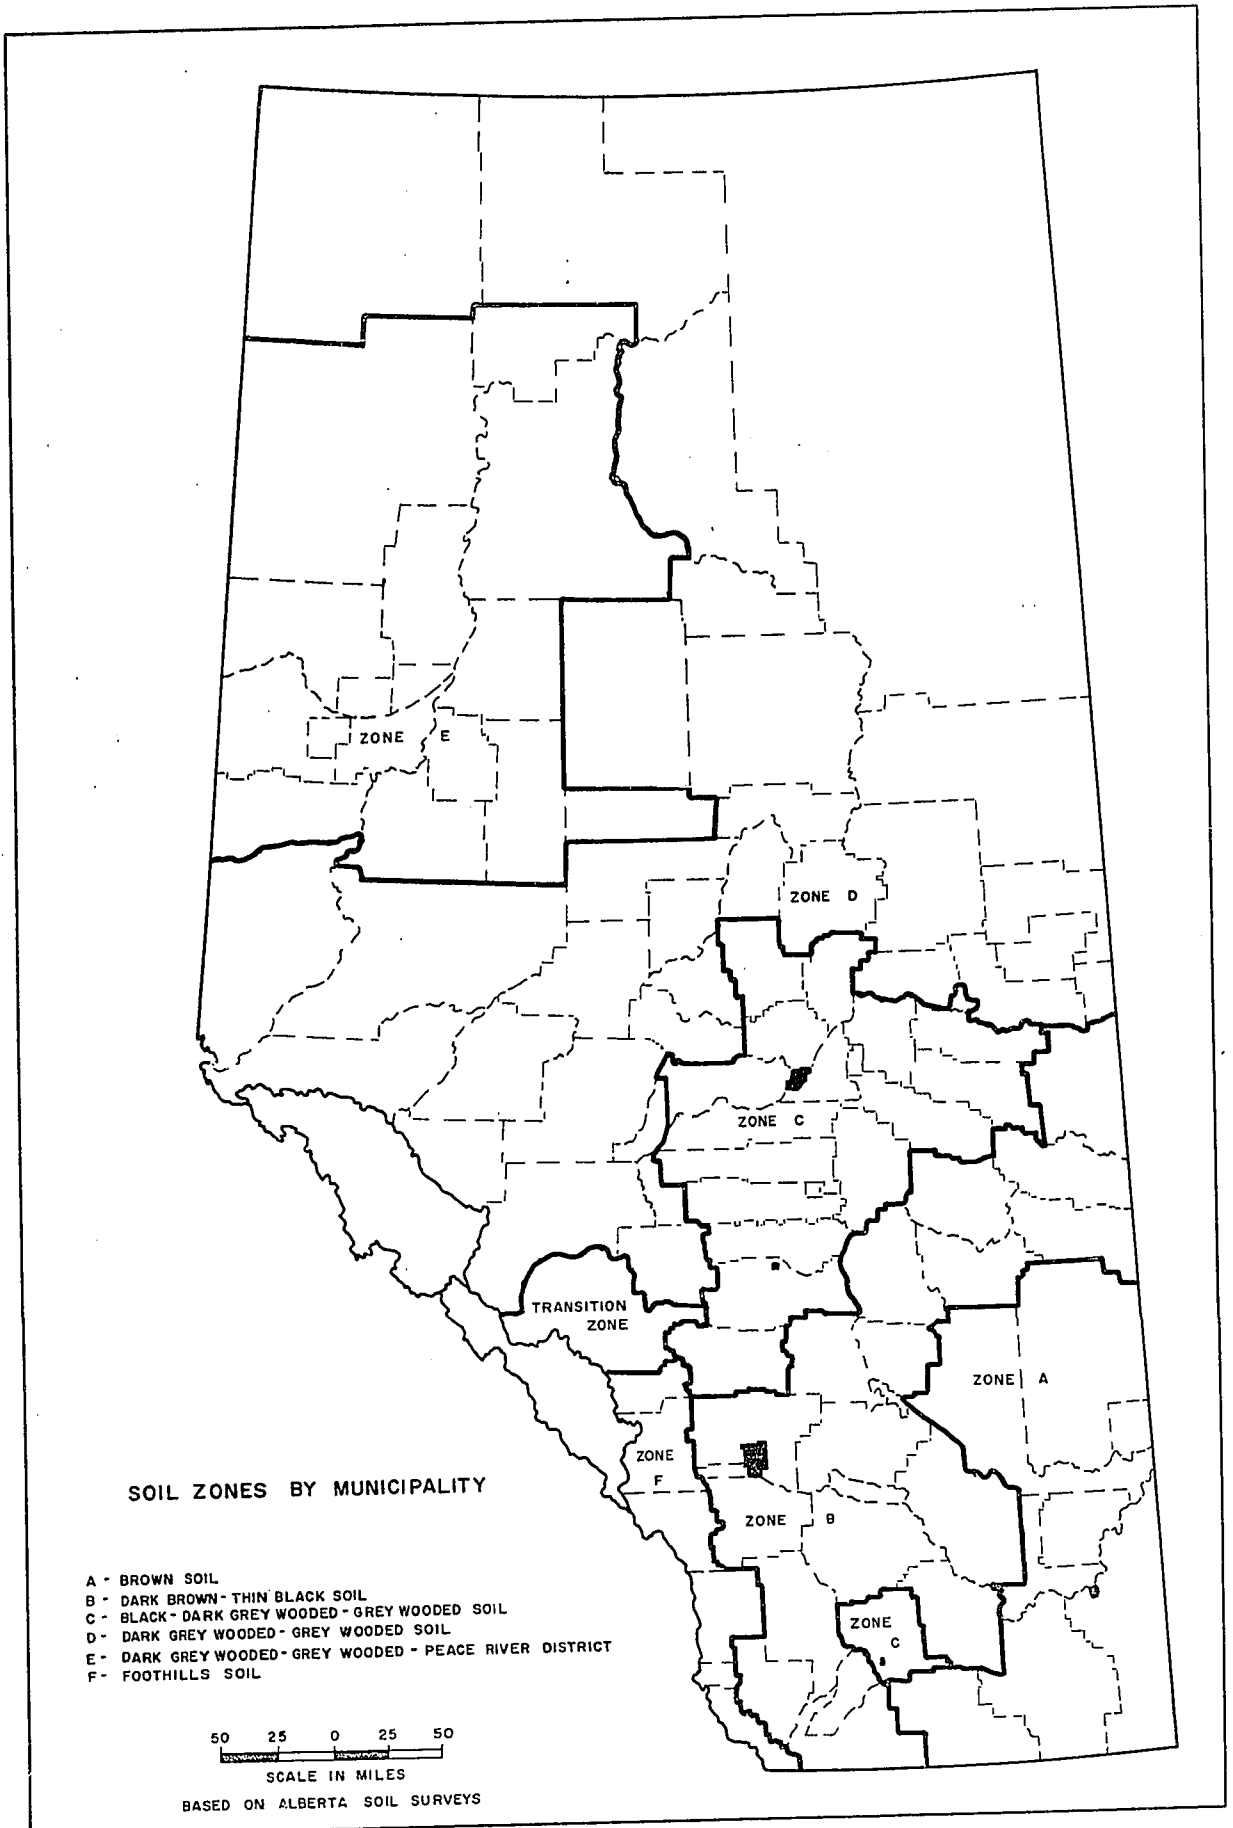 ZONE E
ZONE D
ZONE C
TRANSITION
ZONE
ZONE A
ZONE
F
ZONE B
ZONE
C
SOIL ZONES BY MUNICIPALITY
A - BROWN SOIL
B - DARK BROWN - THIN BLACK SOIL
C - BLACK - DARK GREY WOODED - GREY WOODED SOIL
D - DARK GREY WOODED - GREY WOODED SOIL
E - DARK GREY WOODED - GREY WOODED - PEACE RIVER DISTRICT
F - FOOTHILLS SOIL
50 25 0 25 50
SCALE IN MILES
BASED ON ALBERTA SOIL SURVEYS